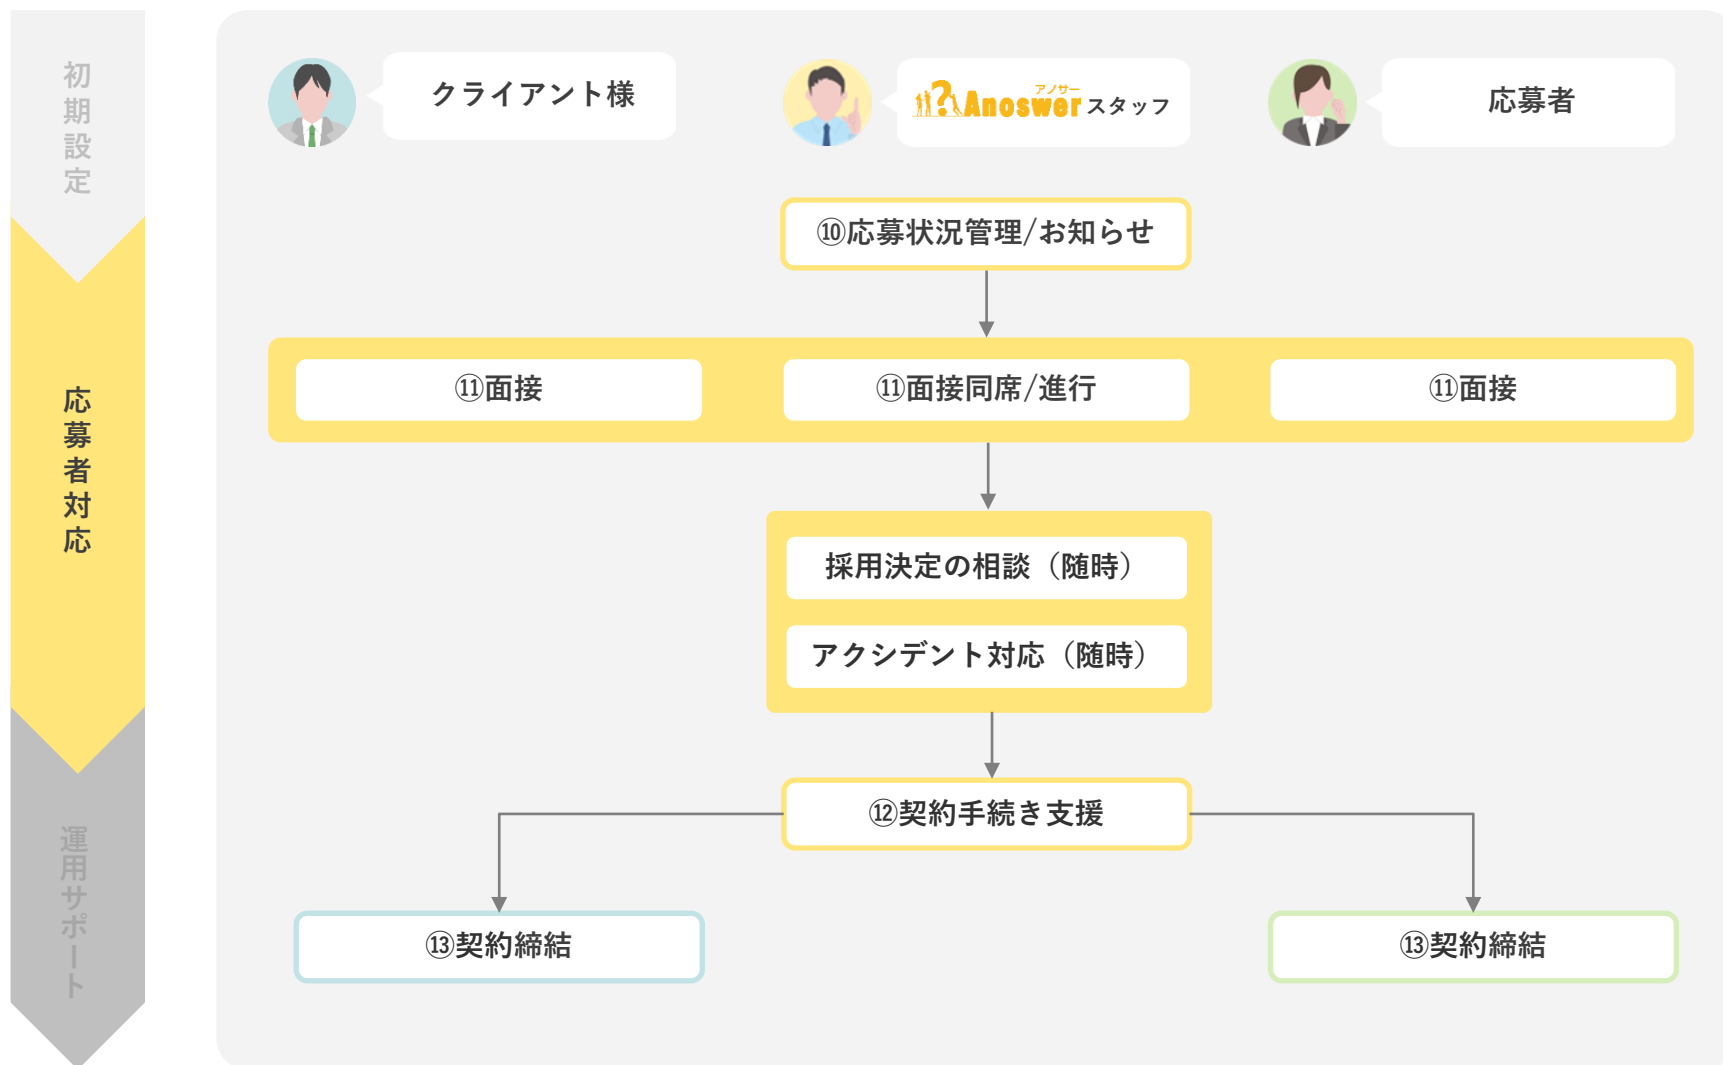 初期設定
応募者対応
運用サポート
クライアント様
アノサー
Anoswer スタッフ
応募者
⑩応募状況管理/お知らせ
⑪面接
⑪面接同席/進行
⑪面接
採用決定の相談（随時）
アクシデント対応（随時）
⑫契約手続き支援
⑬契約締結
⑬契約締結